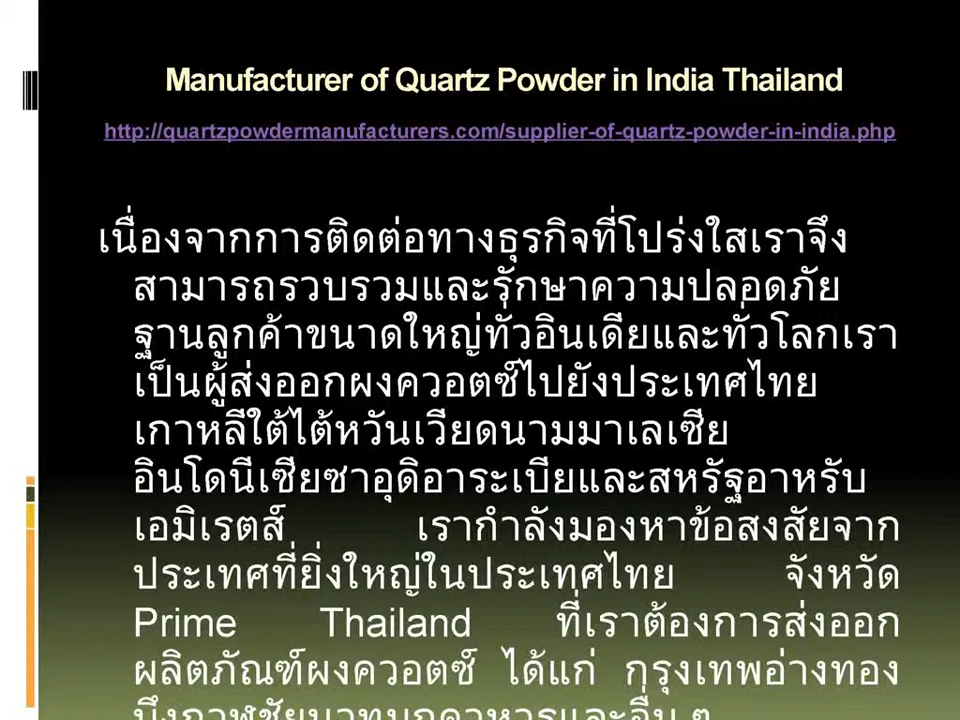 Manufacturer of Quartz Powder in India Thailand
http://quartzpowdermanufacturers.com/supplier-of-quartz-powder-in-india.php
เนื่องจากการติดต่อทางธุรกิจที่โปร่งใสเราจึง
สามารถรวบรวมและรักษาความปลอดภัย
ฐานลูกค้าขนาดใหญ่ทั่วอินเดียและทั่วโลกเรา
เป็นผู้ส่งออกผงควอตซ์ไปยังประเทศไทย
เกาหลีใต้ไต้หวันเวียดนามมาเลเซีย
อินโดนีเซียซาอุดิอาระเบียและสหรัฐอาหรับ
เอมิเรตส์ เรากำลังมองหาข้อสงสัยจาก
ประเทศที่ยิ่งใหญ่ในประเทศไทย จังหวัด
Prime Thailand ที่เราต้องการส่งออก
ผลิตภัณฑ์ผงควอตซ์ ได้แก่ กรุงเทพอ่างทอง